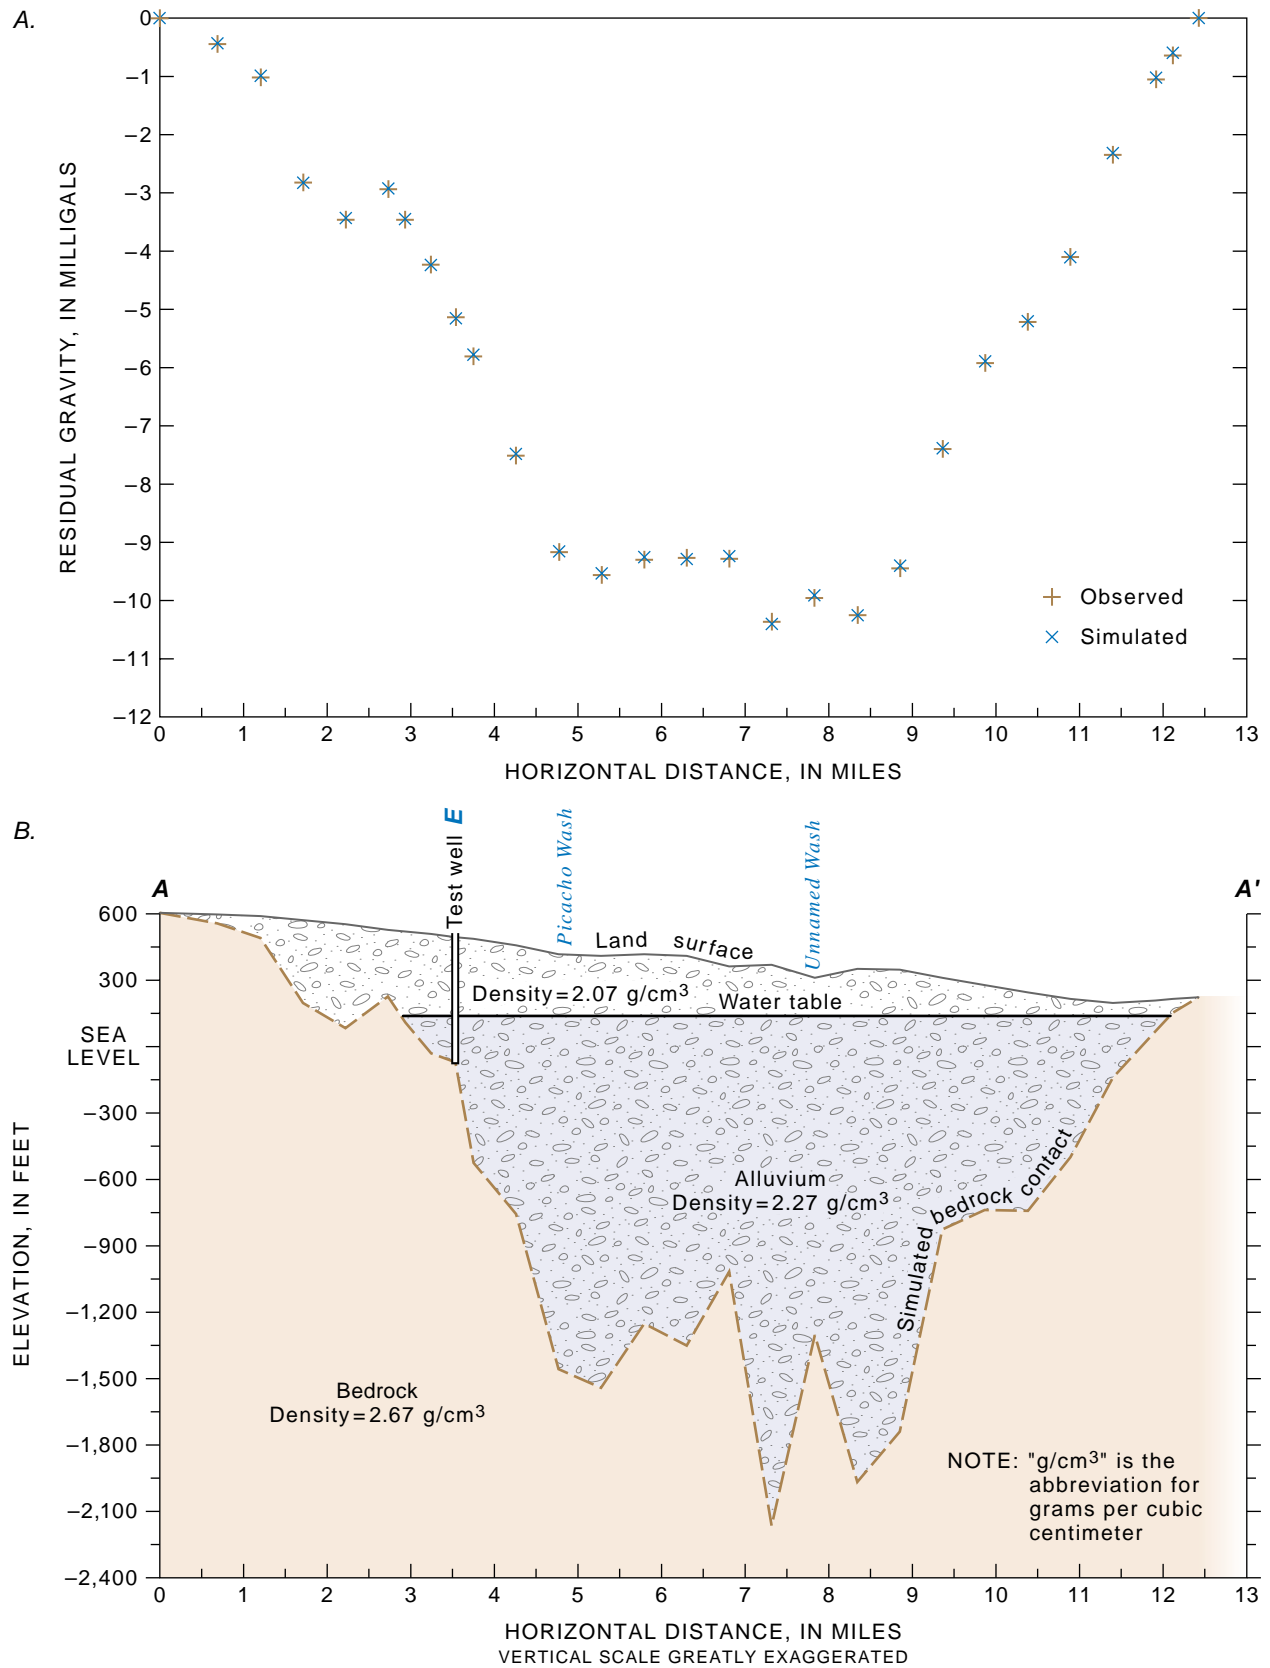 A.
0
–1
–2
–3
–4
–5
–6
–7
–8
–9
–10
–11
–12
RESIDUAL GRAVITY, IN MILLIGALS
Observed
Simulated
0 1 2 3 4 5 6 7 8 9 10 11 12 13
HORIZONTAL DISTANCE, IN MILES
B.
Test well E
Picacho Wash
Unnamed Wash
A
A'
600
300
SEA
LEVEL
–300
–600
–900
–1,200
–1,500
–1.800
–2,100
–2,400
ELEVATION, IN FEET
Land surface
Density=2.07 g/cm³
Water table
Alluvium
Density=2.27 g/cm³
Simulated bedrock contact
Bedrock
Density=2.67 g/cm³
NOTE: "g/cm³" is the
abbreviation for
grams per cubic
centimeter
0 1 2 3 4 5 6 7 8 9 10 11 12 13
HORIZONTAL DISTANCE, IN MILES
VERTICAL SCALE GREATLY EXAGGERATED